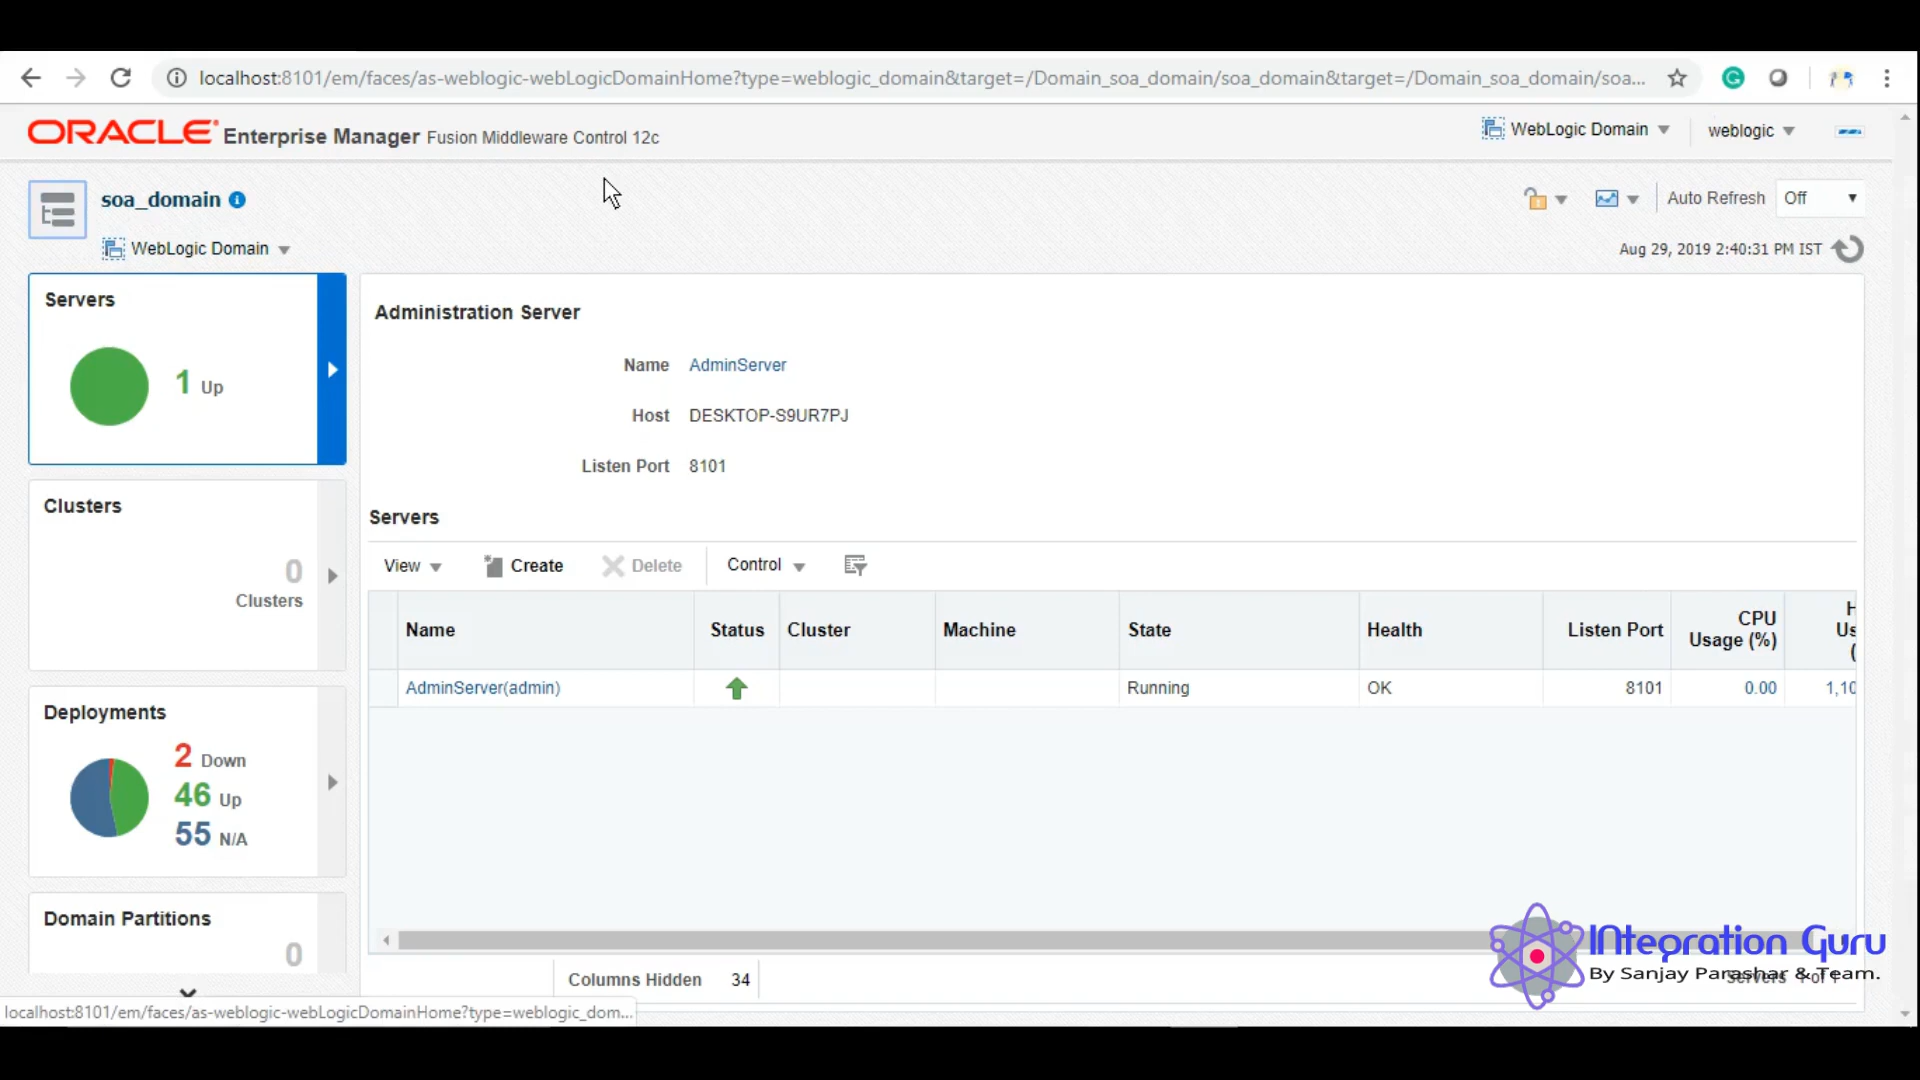 localhost:8101/em/faces/as-weblogic-webLogicDomainHome?type=weblogic_domain&target=/Domain_soa_domain/soa_domain&target=/Domain_soa_domain/soa...
ORACLE Enterprise Manager Fusion Middleware Control 12c
WebLogic Domain
weblogic
soa_domain
WebLogic Domain
Auto Refresh Off
Aug 29, 2019 2:40:31 PM IST
Servers
1 Up
Clusters
0
Clusters
Deployments
2 Down
46 Up
55 N/A
Domain Partitions
0
Administration Server
Name AdminServer
Host DESKTOP-S9UR7PJ
Listen Port 8101
Servers
View Create Delete Control
Name Status Cluster Machine State Health Listen Port CPU Usage (%)
AdminServer(admin) Running OK 8101 0.00 1,10
Columns Hidden 34
INtegration Guru
By Sanjay Parashar & Team.
localhost:8101/em/faces/as-weblogic-webLogicDomainHome?type=weblogic_dom...